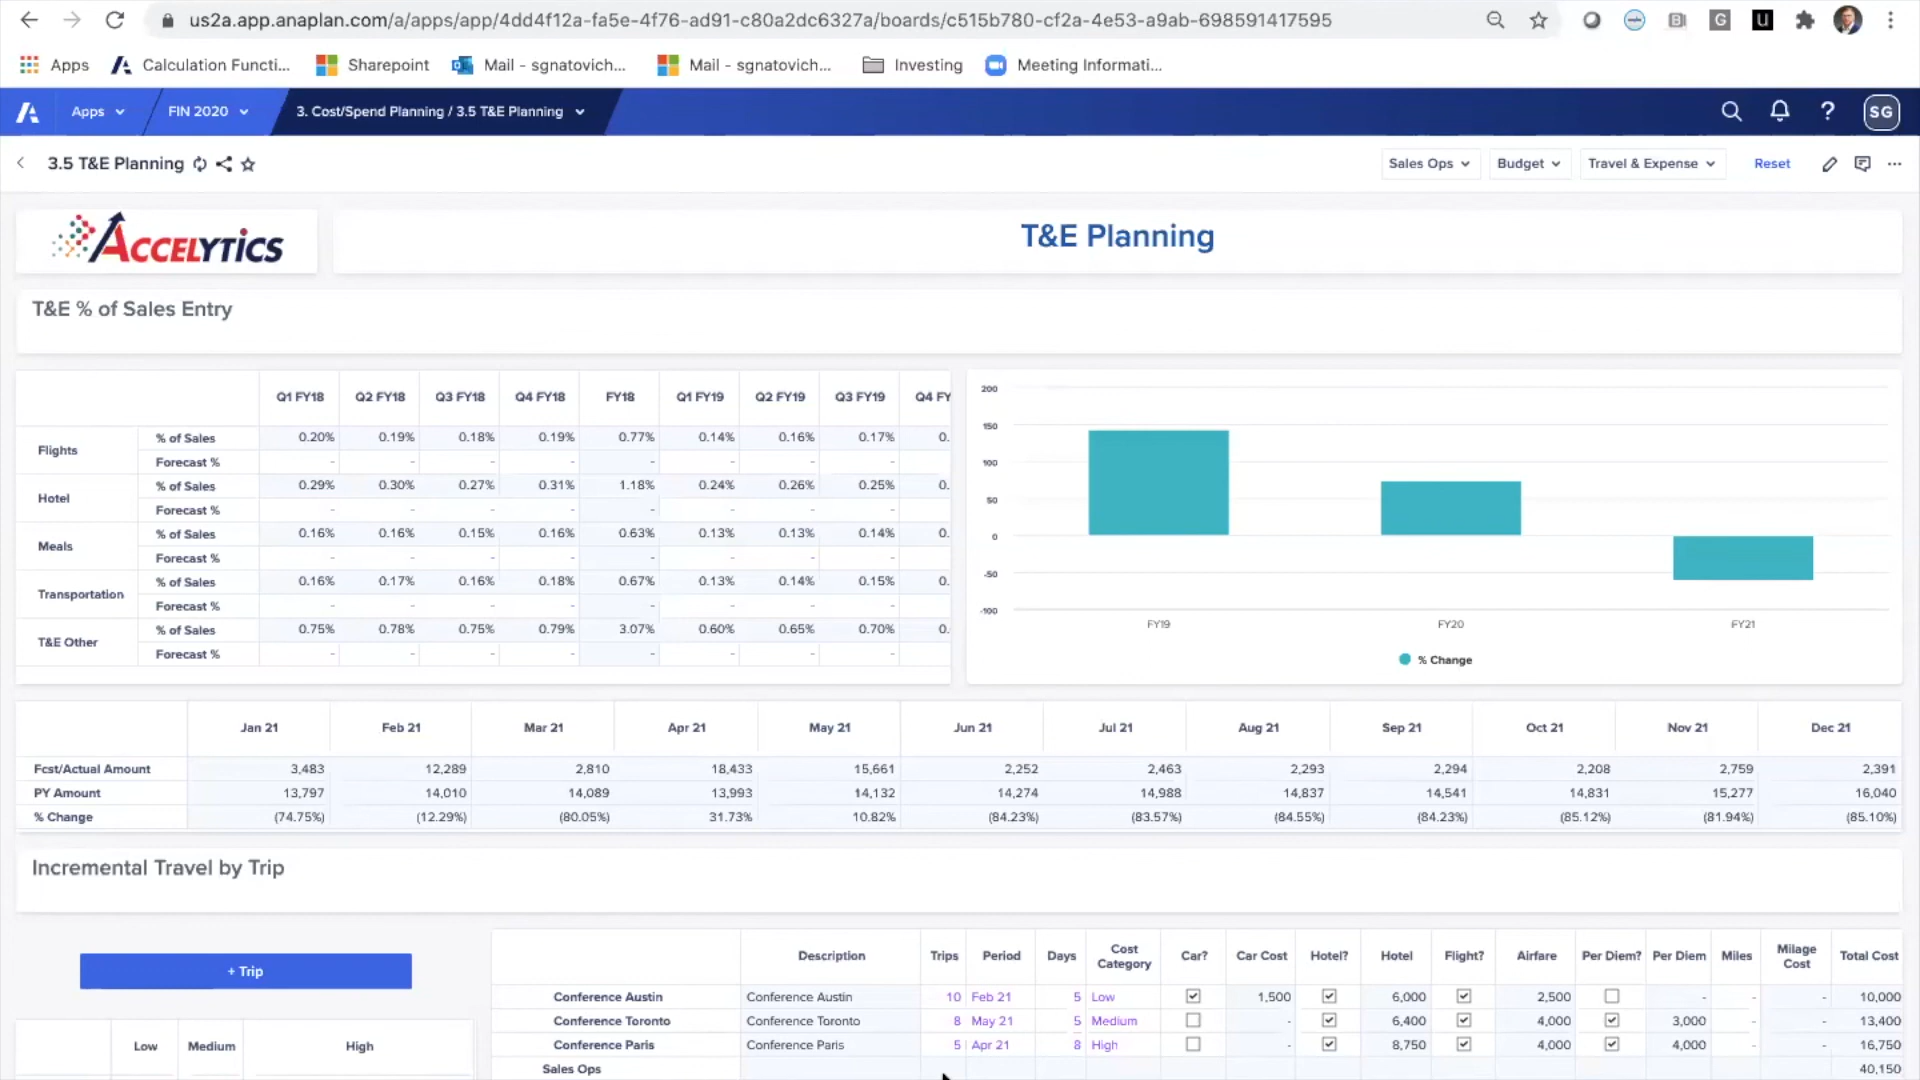 us2a.app.anaplan.com/a/apps/app/4dd4f12a-fa5e-4f76-ad91-c80a2dc6327a/boards/c515b780-cf2a-4e53-a9ab-698591417595
Apps Calculation Functi... Sharepoint Mail - sgnatovich... Mail - sgnatovich... Investing Meeting Informati...
Apps FIN 2020 3. Cost/Spend Planning / 3.5 T&E Planning ? SG
3.5 T&E Planning Sales Ops Budget Travel & Expense Reset
ACCELYTICS T&E Planning
T&E % of Sales Entry
Q1 FY18 Q2 FY18 Q3 FY18 Q4 FY18 FY18 Q1 FY19 Q2 FY19 Q3 FY19 Q4 FY
Flights
% of Sales 0.20% 0.19% 0.18% 0.19% 0.77% 0.14% 0.16% 0.17% 0.
Forecast % - - - - - - - -
Hotel
% of Sales 0.29% 0.30% 0.27% 0.31% 1.18% 0.24% 0.26% 0.25% 0.
Forecast % - - - - - - - -
Meals
% of Sales 0.16% 0.16% 0.15% 0.16% 0.63% 0.13% 0.13% 0.14% 0.
Forecast % - - - - - - - -
Transportation
% of Sales 0.16% 0.17% 0.16% 0.18% 0.67% 0.13% 0.14% 0.15% 0.
Forecast % - - - - - - - -
T&E Other
% of Sales 0.75% 0.78% 0.75% 0.79% 3.07% 0.60% 0.65% 0.70% 0.
Forecast % - - - - - - - -
200
150
100
50
0
-50
-100
FY19 FY20 FY21
% Change
Jan 21 Feb 21 Mar 21 Apr 21 May 21 Jun 21 Jul 21 Aug 21 Sep 21 Oct 21 Nov 21 Dec 21
Fcst/Actual Amount 3,483 12,289 2,810 18,433 15,661 2,252 2,463 2,293 2,294 2,208 2,759 2,391
PY Amount 13,797 14,010 14,089 13,993 14,132 14,274 14,988 14,837 14,541 14,831 15,277 16,040
% Change (74.75%) (12.29%) (80.05%) 31.73% 10.82% (84.23%) (83.57%) (84.55%) (84.23%) (85.12%) (81.94%) (85.10%)
Incremental Travel by Trip
+ Trip
Low Medium High
Description Trips Period Days Cost Category Car? Car Cost Hotel? Hotel Flight? Airfare Per Diem? Per Diem Miles Milage Cost Total Cost
Conference Austin Conference Austin 10 Feb 21 5 Low 1,500 6,000 2,500 - - - 10,000
Conference Toronto Conference Toronto 8 May 21 5 Medium - 6,400 4,000 3,000 - - 13,400
Conference Paris Conference Paris 5 Apr 21 8 High - 8,750 4,000 4,000 - - 16,750
Sales Ops 40,150